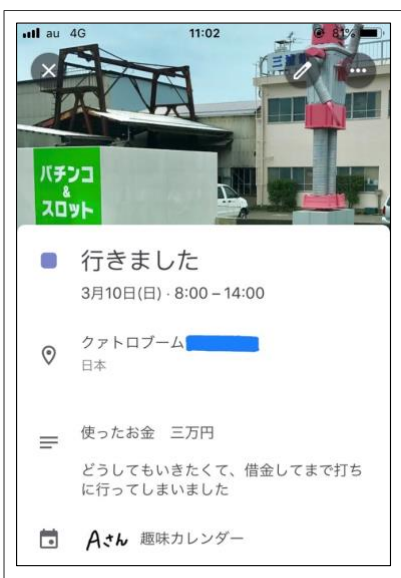 au 4G 11:02 81%
三
パチンコ
&
スロット
行きました
3月10日(日)・8:00 – 14:00
クァトロブーム
日本
使ったお金 三万円
どうしてもいきたくて、借金してまで打ち
に行ってしまいました
Aさん 趣味カレンダー